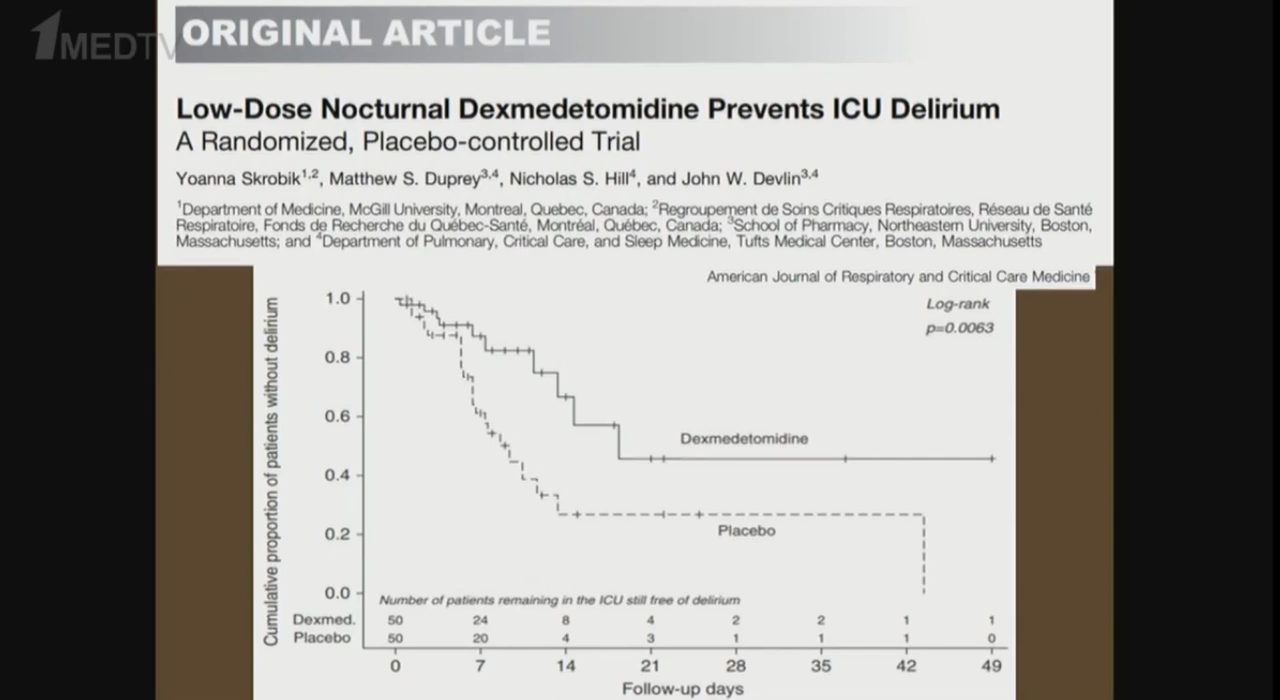 1MEDTV
ORIGINAL ARTICLE
Low-Dose Nocturnal Dexmedetomidine Prevents ICU Delirium
A Randomized, Placebo-controlled Trial
Yoanna Skrobik1,2, Matthew S. Duprey3,4, Nicholas S. Hill4, and John W. Devlin3,4
1Department of Medicine, McGill University, Montreal, Quebec, Canada; 2Regroupement de Soins Critiques Respiratoires, Réseau de Santé
Respiratoire, Fonds de Recherche du Québec-Santé, Montréal, Québec, Canada; 3School of Pharmacy, Northeastern University, Boston,
Massachusetts; and 4Department of Pulmonary, Critical Care, and Sleep Medicine, Tufts Medical Center, Boston, Massachusetts
American Journal of Respiratory and Critical Care Medicine
Cumulative proportion of patients without delirium
1.0
0.8
0.6
0.4
0.2
0.0
Log-rank
p=0.0063
Dexmedetomidine
Placebo
Number of patients remaining in the ICU still free of delirium
Dexmed. 50 24 8 4 2 2 1 1
Placebo 50 20 4 3 1 1 1 0
0 7 14 21 28 35 42 49
Follow-up days